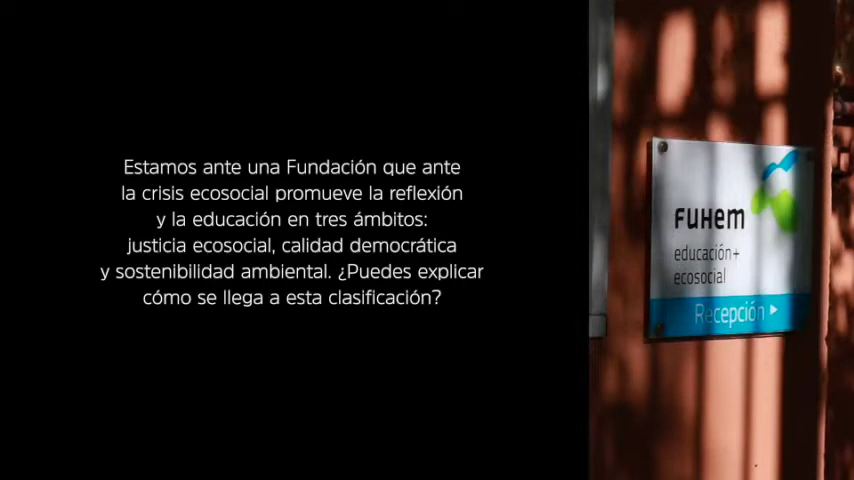 Estamos ante una Fundación que ante
la crisis ecosocial promueve la reflexión
y la educación en tres ámbitos:
justicia ecosocial, calidad democrática
y sostenibilidad ambiental. ¿Puedes explicar
cómo se llega a esta clasificación?
FUHEM
educación+
ecosocial
Recepción